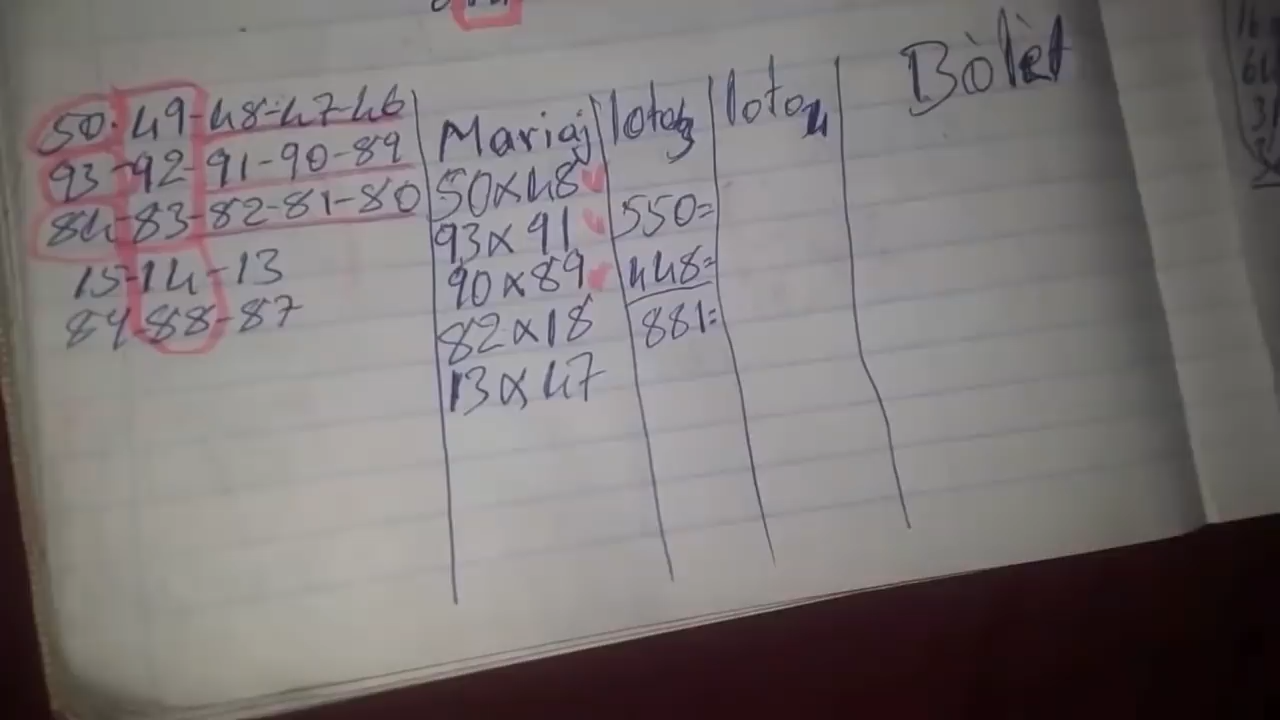 50-49-48-47-46
93-92-91-90-89
84-83-82-81-80
15-14-13
89-88-87
Mariaj
50x48
93x91
90x89
82x18
13x47
loto3
550=
448=
881=
loto4
Bòlèt